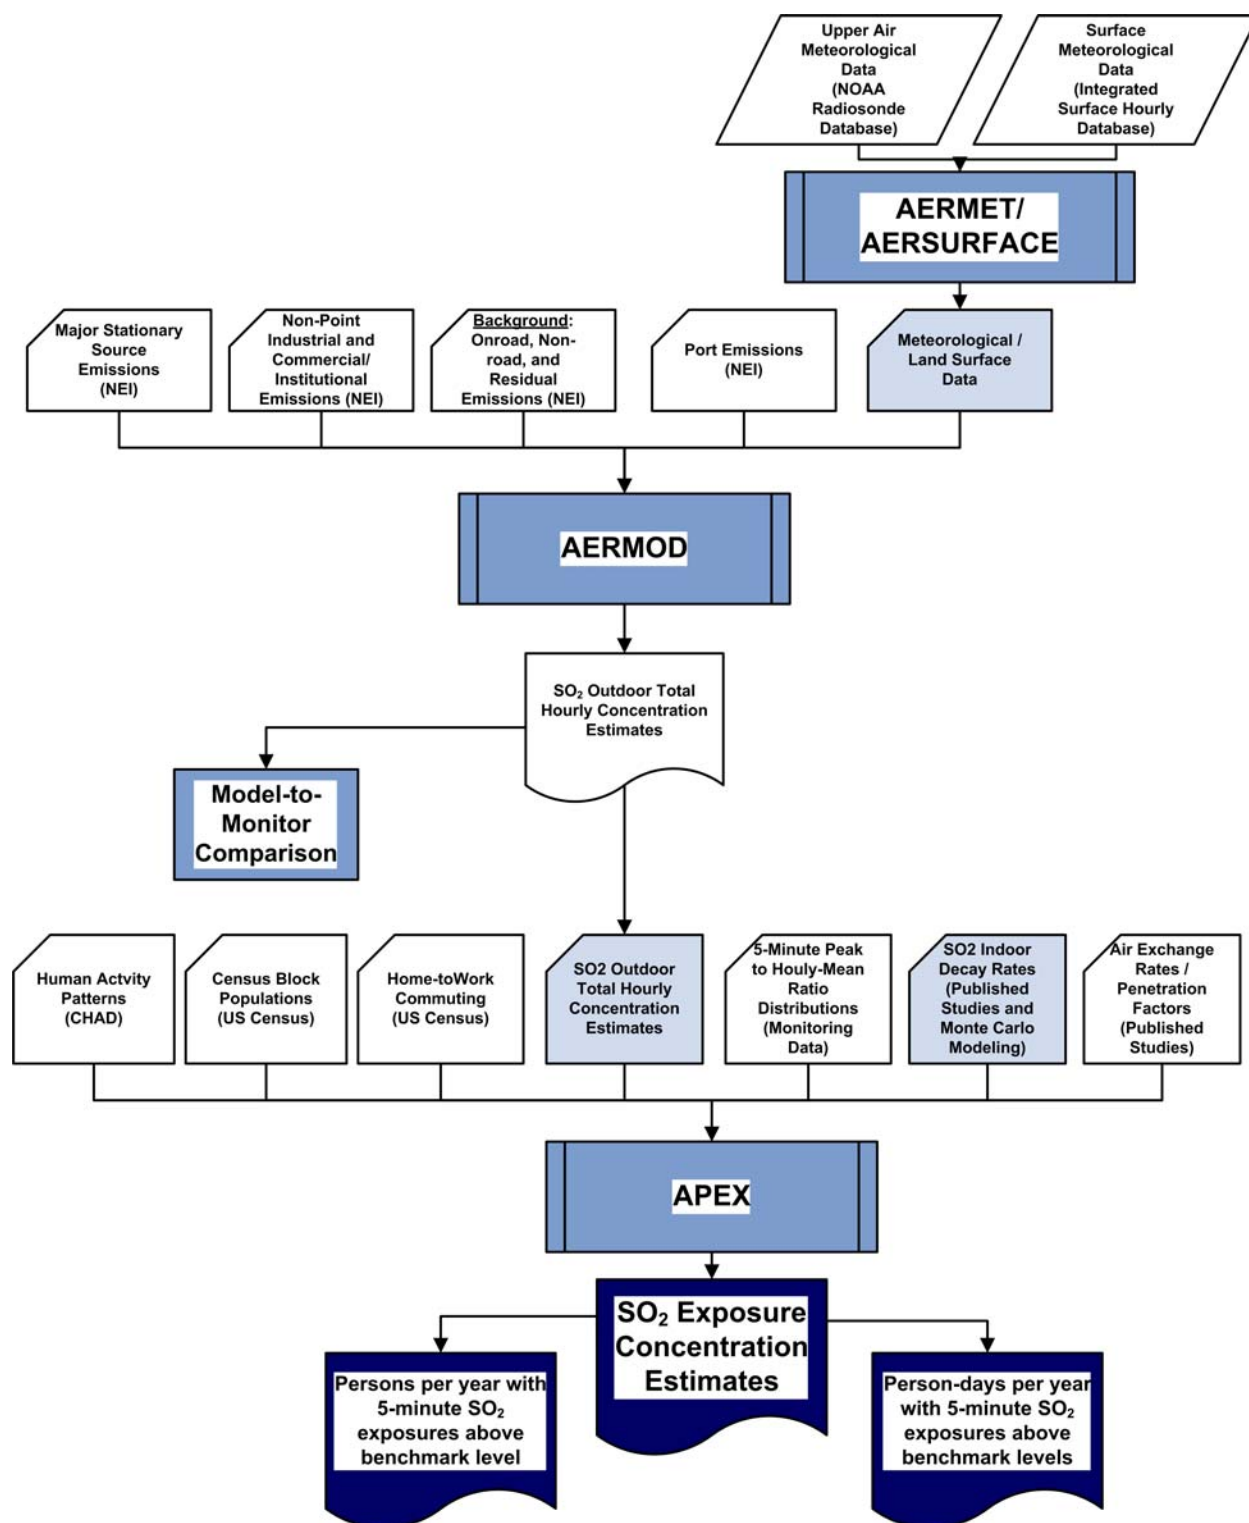 Upper Air
Meteorological
Data
(NOAA
Radiosonde
Database)
Surface
Meteorological
Data
(Integrated
Surface Hourly
Database)
AERMET/
AERSURFACE
Major Stationary
Source
Emissions
(NEI)
Non-Point
Industrial and
Commercial/
Institutional
Emissions (NEI)
Background:
Onroad, Non-
road, and
Residual
Emissions (NEI)
Port Emissions
(NEI)
Meteorological /
Land Surface
Data
AERMOD
SO₂ Outdoor Total
Hourly Concentration
Estimates
Model-to-
Monitor
Comparison
Human Actvity
Patterns
(CHAD)
Census Block
Populations
(US Census)
Home-toWork
Commuting
(US Census)
SO2 Outdoor
Total Hourly
Concentration
Estimates
5-Minute Peak
to Houly-Mean
Ratio
Distributions
(Monitoring
Data)
SO2 Indoor
Decay Rates
(Published
Studies and
Monte Carlo
Modeling)
Air Exchange
Rates /
Penetration
Factors
(Published
Studies)
APEX
SO₂ Exposure
Concentration
Estimates
Persons per year with
5-minute SO₂
exposures above
benchmark level
Person-days per year
with 5-minute SO₂
exposures above
benchmark levels